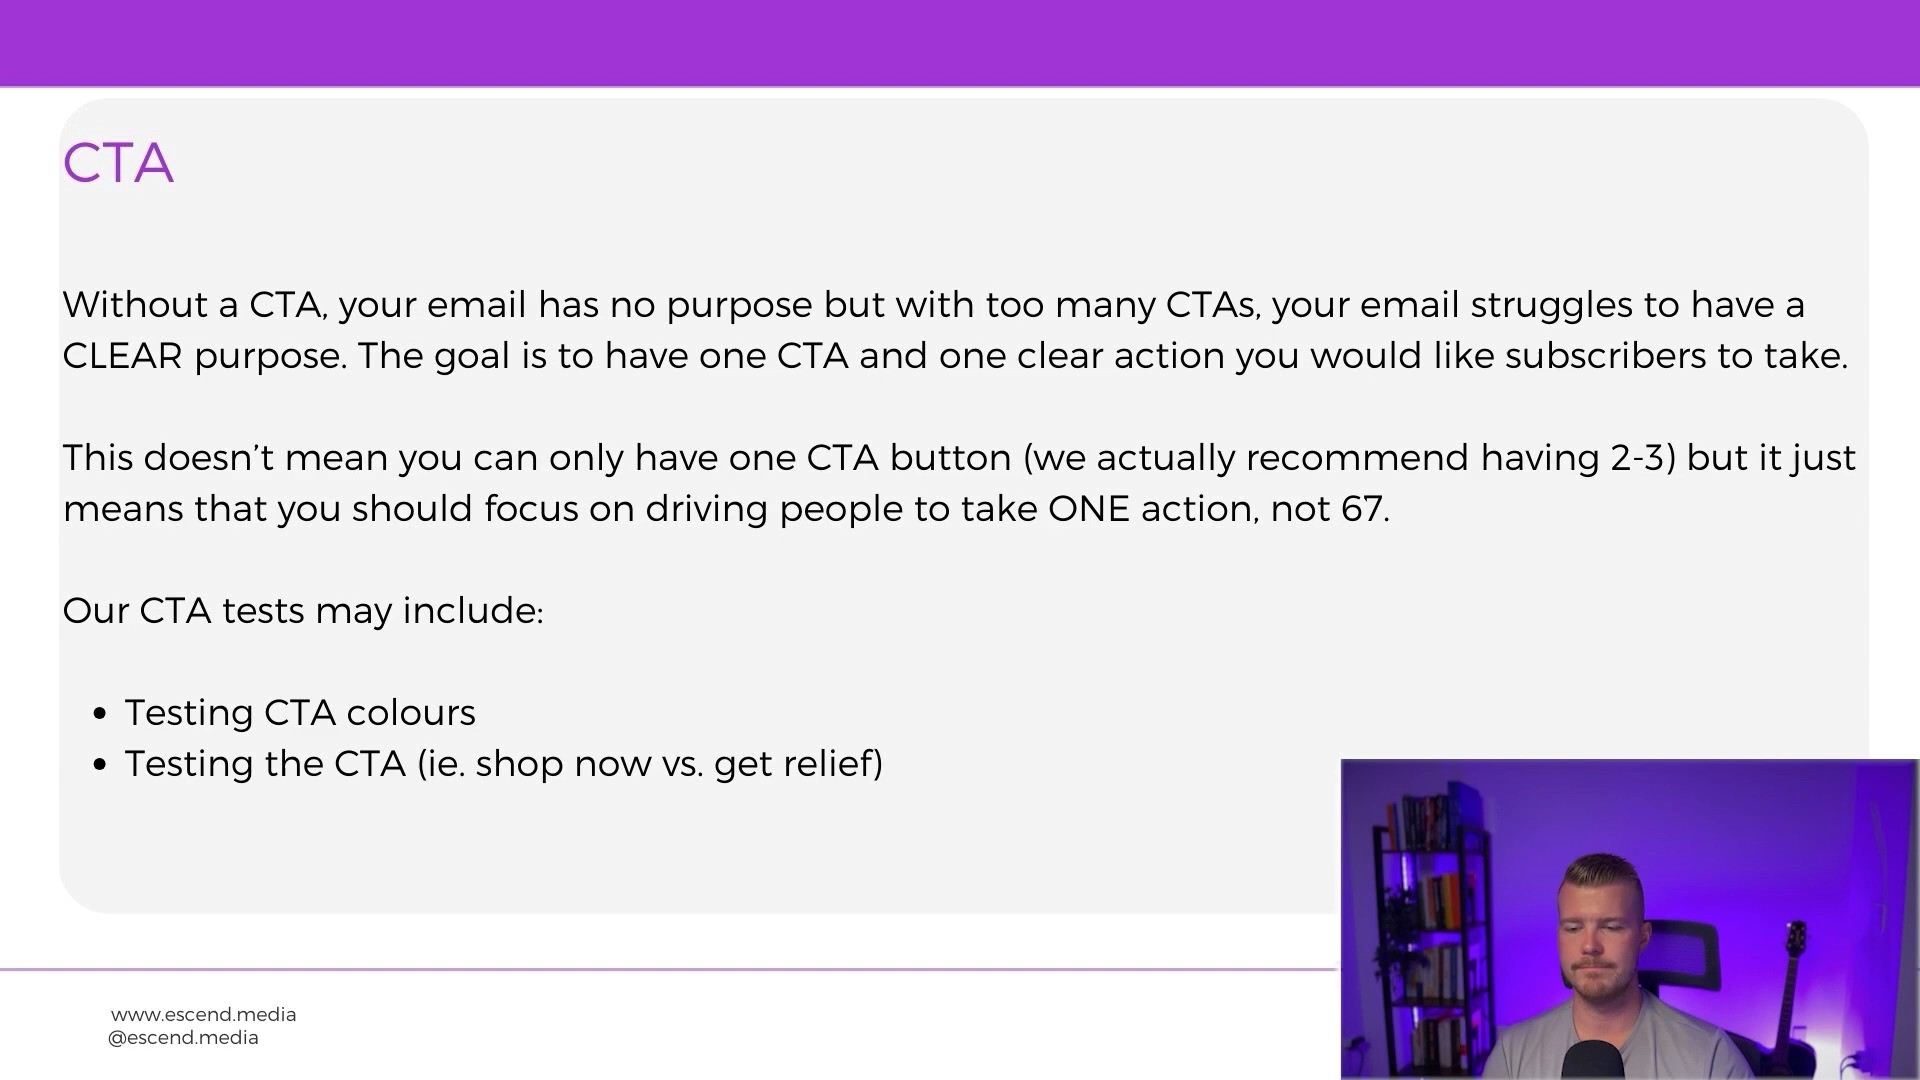 CTA
Without a CTA, your email has no purpose but with too many CTAs, your email struggles to have a
CLEAR purpose. The goal is to have one CTA and one clear action you would like subscribers to take.
This doesn’t mean you can only have one CTA button (we actually recommend having 2-3) but it just
means that you should focus on driving people to take ONE action, not 67.
Our CTA tests may include:
• Testing CTA colours
• Testing the CTA (ie. shop now vs. get relief)
www.escend.media
@escend.media